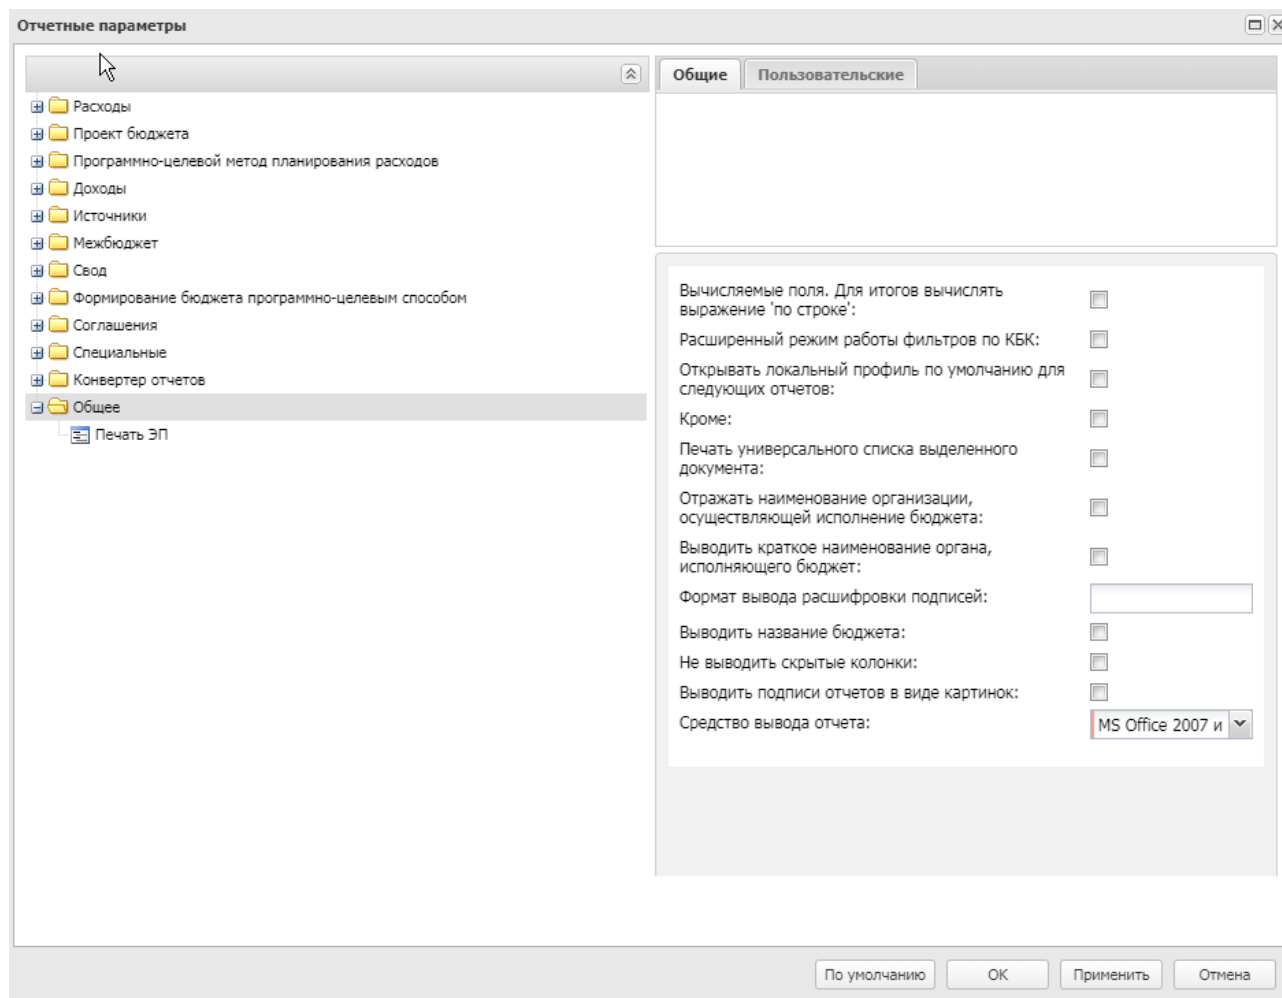 Отчетные параметры
Расходы
Проект бюджета
Программно-целевой метод планирования расходов
Доходы
Источники
Межбюджет
Свод
Формирование бюджета программно-целевым способом
Соглашения
Специальные
Конвертер отчетов
Общее
Печать ЭП
Общие
Пользовательские
Вычисляемые поля. Для итогов вычислять
выражение 'по строке':
Расширенный режим работы фильтров по КБК:
Открывать локальный профиль по умолчанию для
следующих отчетов:
Кроме:
Печать универсального списка выделенного
документа:
Отражать наименование организации,
осуществляющей исполнение бюджета:
Выводить краткое наименование органа,
исполняющего бюджет:
Формат вывода расшифровки подписей:
Выводить название бюджета:
Не выводить скрытые колонки:
Выводить подписи отчетов в виде картинок:
Средство вывода отчета:
MS Office 2007 и
По умолчанию
OK
Применить
Отмена